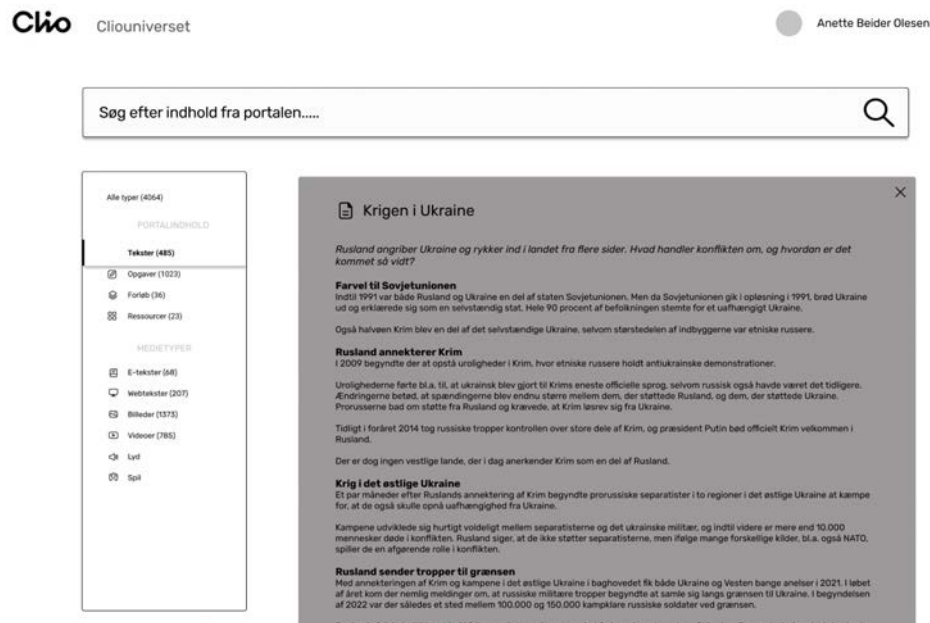 Clio Cliouniverset
Anette Beider Olesen
Søg efter indhold fra portalen.....
Alle typer (4064)
PORTALINDHOLD
Tekster (485)
Opgaver (1023)
Forløb (36)
Ressourcer (23)
MEDIETYPER
E-tekster (68)
Webtekster (207)
Billeder (1373)
Videoer (785)
Lyd
Spil
Krigen i Ukraine
Rusland angriber Ukraine og rykker ind i landet fra flere sider. Hvad handler konflikten om, og hvordan er det
kommet så vidt?
Farvel til Sovjetunionen
Indtil 1991 var både Rusland og Ukraine en del af staten Sovjetunionen. Men da Sovjetunionen gik i opløsning i 1991, brød Ukraine
ud og erklærede sig som en selvstændig stat. Hele 90 procent af befolkningen stemte for et uafhængigt Ukraine.
Også halvøen Krim blev en del af det selvstændige Ukraine, selvom størstedelen af indbyggerne var etniske russere.
Rusland annekterer Krim
I 2009 begyndte der at opstå uroligheder i Krim, hvor etniske russere holdt antiukrainske demonstrationer.
Urolighederne førte bl.a. til, at ukrainsk blev gjort til Krims eneste officielle sprog, selvom russisk også havde været det tidligere.
Ændringerne betød, at spændingerne blev endnu større mellem dem, der støttede Rusland, og dem, der støttede Ukraine.
Prorusserne bad om støtte fra Rusland og krævede, at Krim løsrev sig fra Ukraine.
Tidligt i foråret 2014 tog russiske tropper kontrollen over store dele af Krim, og præsident Putin bød officielt Krim velkommen i
Rusland.
Der er dog ingen vestlige lande, der i dag anerkender Krim som en del af Rusland.
Krig i det østlige Ukraine
Et par måneder efter Ruslands annektering af Krim begyndte prorussiske separatister i to regioner i det østlige Ukraine at kæmpe
for, at de også skulle opnå uafhængighed fra Ukraine.
Kampene udviklede sig hurtigt voldeligt mellem separatisterne og det ukrainske militær, og indtil videre er mere end 10.000
mennesker døde i konflikten. Rusland siger, at de ikke støtter separatisterne, men ifølge mange forskellige kilder, bl.a. også NATO,
spiller de en afgørende rolle i konflikten.
Rusland sender tropper til grænsen
Med annekteringen af Krim og kampene i det østlige Ukraine i baghovedet fik både Ukraine og Vesten bange anelser i 2021. I løbet
af året kom der nemlig meldinger om, at russiske militære tropper begyndte at samle sig langs grænsen til Ukraine. I begyndelsen
af 2022 var der således et sted mellem 100.000 og 150.000 kampklare russiske soldater ved grænsen.